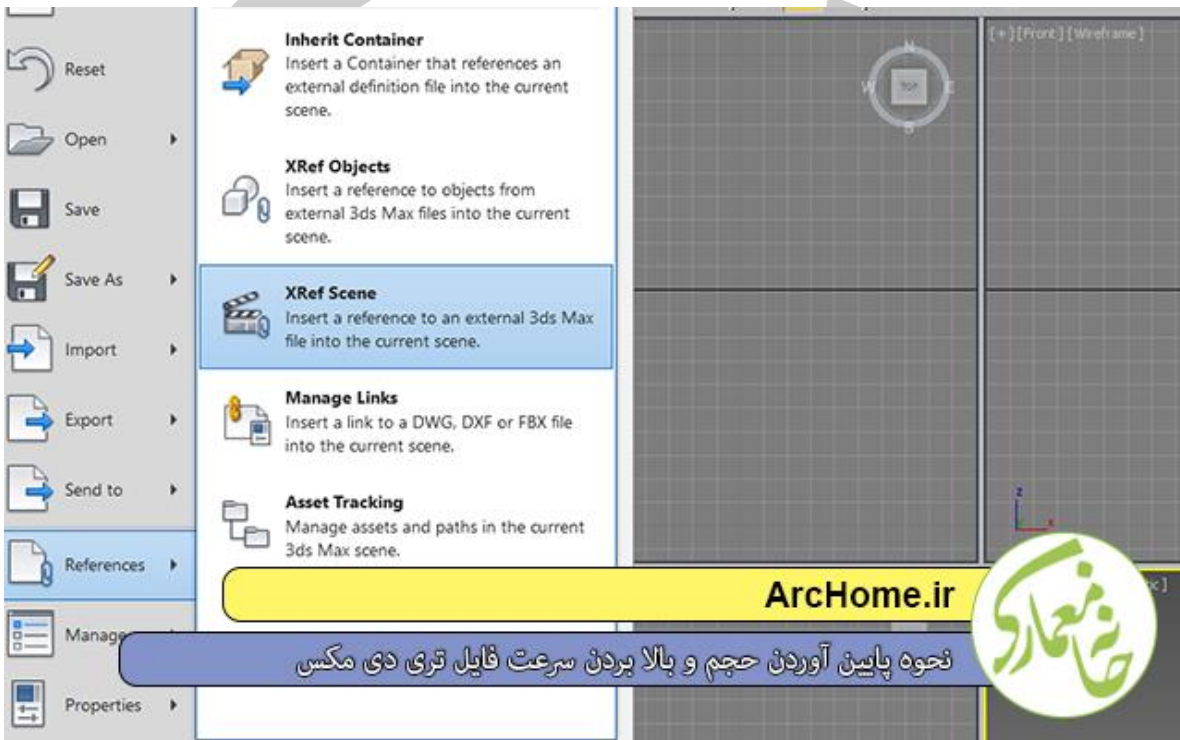 Reset
Open
Save
Save As
Import
Export
Send to
References
Manage
Properties
Inherit Container
Insert a Container that references an
external definition file into the current
scene.
XRef Objects
Insert a reference to objects from
external 3ds Max files into the current
scene.
XRef Scene
Insert a reference to an external 3ds Max
file into the current scene.
Manage Links
Insert a link to a DWG, DXF or FBX file
into the current scene.
Asset Tracking
Manage assets and paths in the current
3ds Max scene.
N
W
TOP
E
S
[+][Front][Wireframe]
z
x
ArcHome.ir
خانه معماری
نحوه پایین آوردن حجم و بالا بردن سرعت فایل تری دی مکس